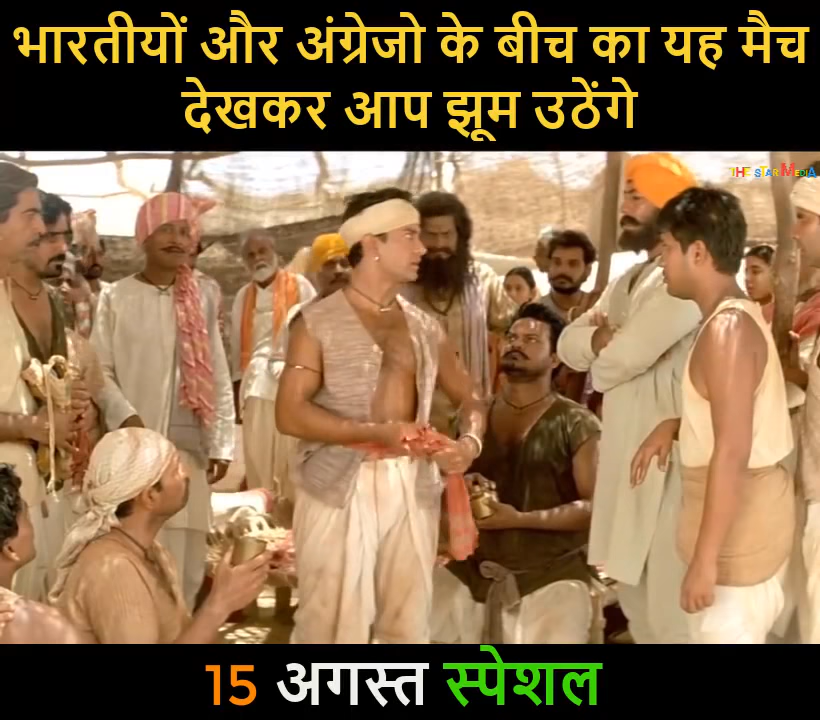 भारतीयों और अंग्रेजो के बीच का यह मैच
देखकर आप झूम उठेंगे
THE STAR MEDIA
15 अगस्त स्पेशल